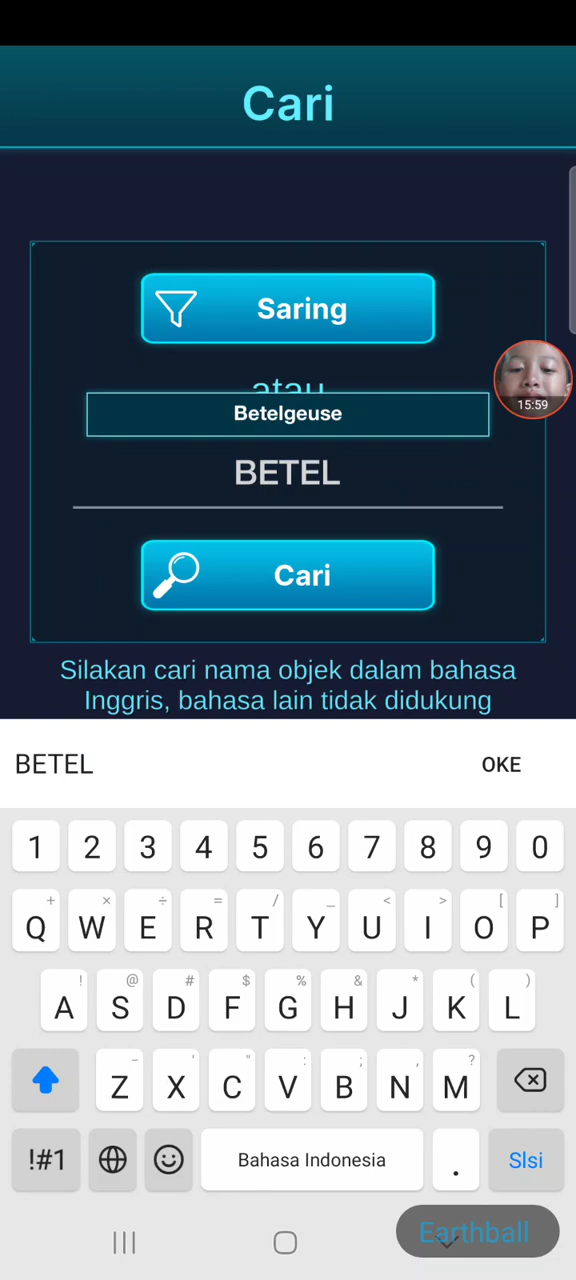 Cari
Saring
atau
Betelgeuse
BETEL
15:59
Cari
Silakan cari nama objek dalam bahasa
Inggris, bahasa lain tidak didukung
BETEL
OKE
1 2 3 4 5 6 7 8 9 0
+ × ÷ = / _ < > [ ]
Q W E R T Y U I O P
! @ # $ % & * ( )
A S D F G H J K L
- ' " : ; , ?
Z X C V B N M
!#1 Bahasa Indonesia . Slsi
Earthball